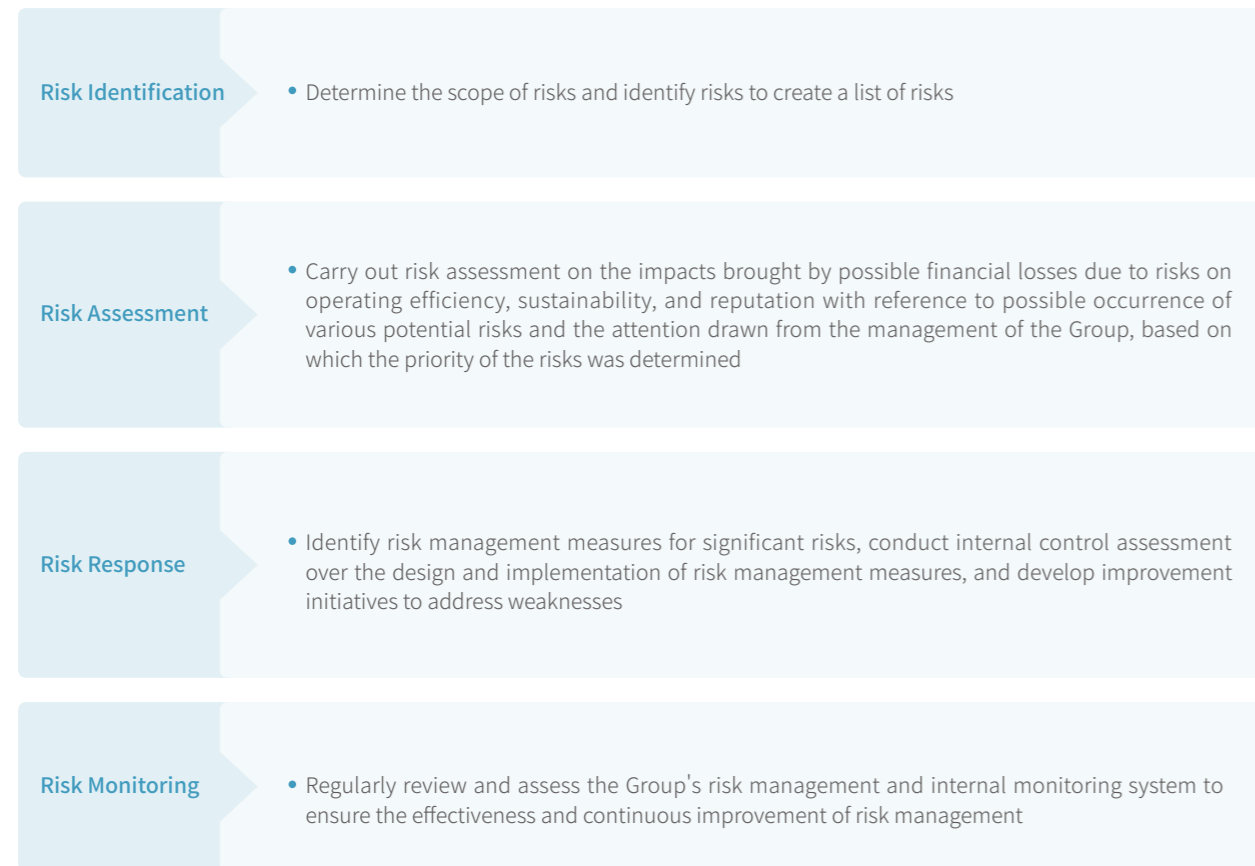 Risk Identification
• Determine the scope of risks and identify risks to create a list of risks
Risk Assessment
• Carry out risk assessment on the impacts brought by possible financial losses due to risks on
operating efficiency, sustainability, and reputation with reference to possible occurrence of
various potential risks and the attention drawn from the management of the Group, based on
which the priority of the risks was determined
Risk Response
• Identify risk management measures for significant risks, conduct internal control assessment
over the design and implementation of risk management measures, and develop improvement
initiatives to address weaknesses
Risk Monitoring
• Regularly review and assess the Group's risk management and internal monitoring system to
ensure the effectiveness and continuous improvement of risk management